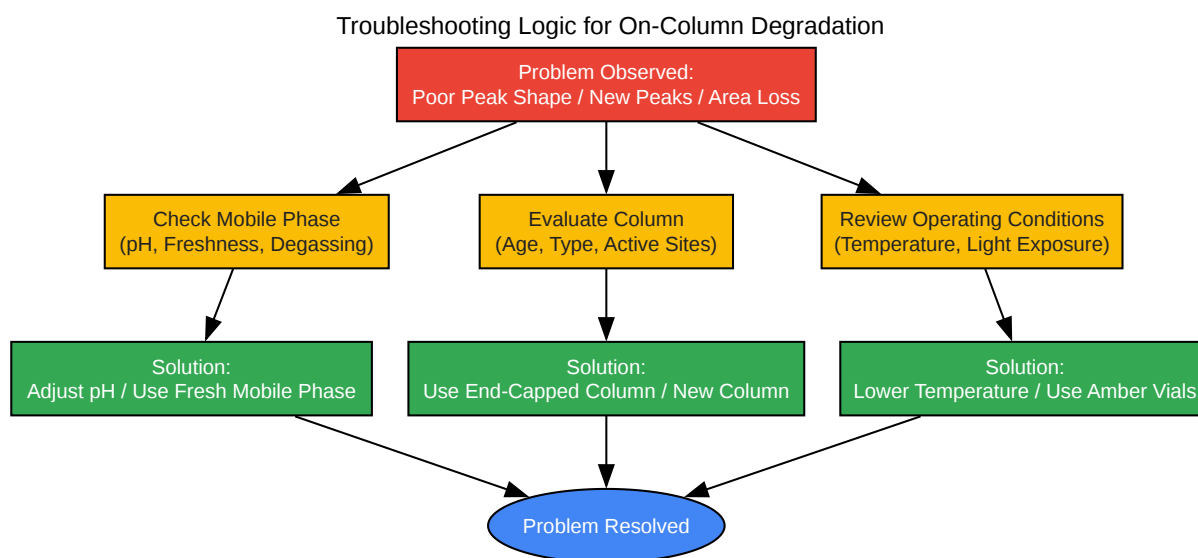 Troubleshooting Logic for On-Column Degradation
Problem Observed:
Poor Peak Shape / New Peaks / Area Loss
Check Mobile Phase
(pH, Freshness, Degassing)
Evaluate Column
(Age, Type, Active Sites)
Review Operating Conditions
(Temperature, Light Exposure)
Solution:
Adjust pH / Use Fresh Mobile Phase
Solution:
Use End-Capped Column / New Column
Solution:
Lower Temperature / Use Amber Vials
Problem Resolved